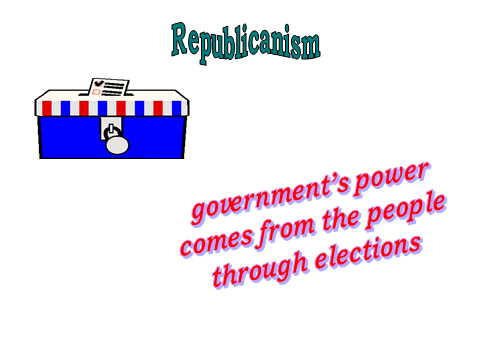 Republicanism
government’s power
comes from the people
through elections